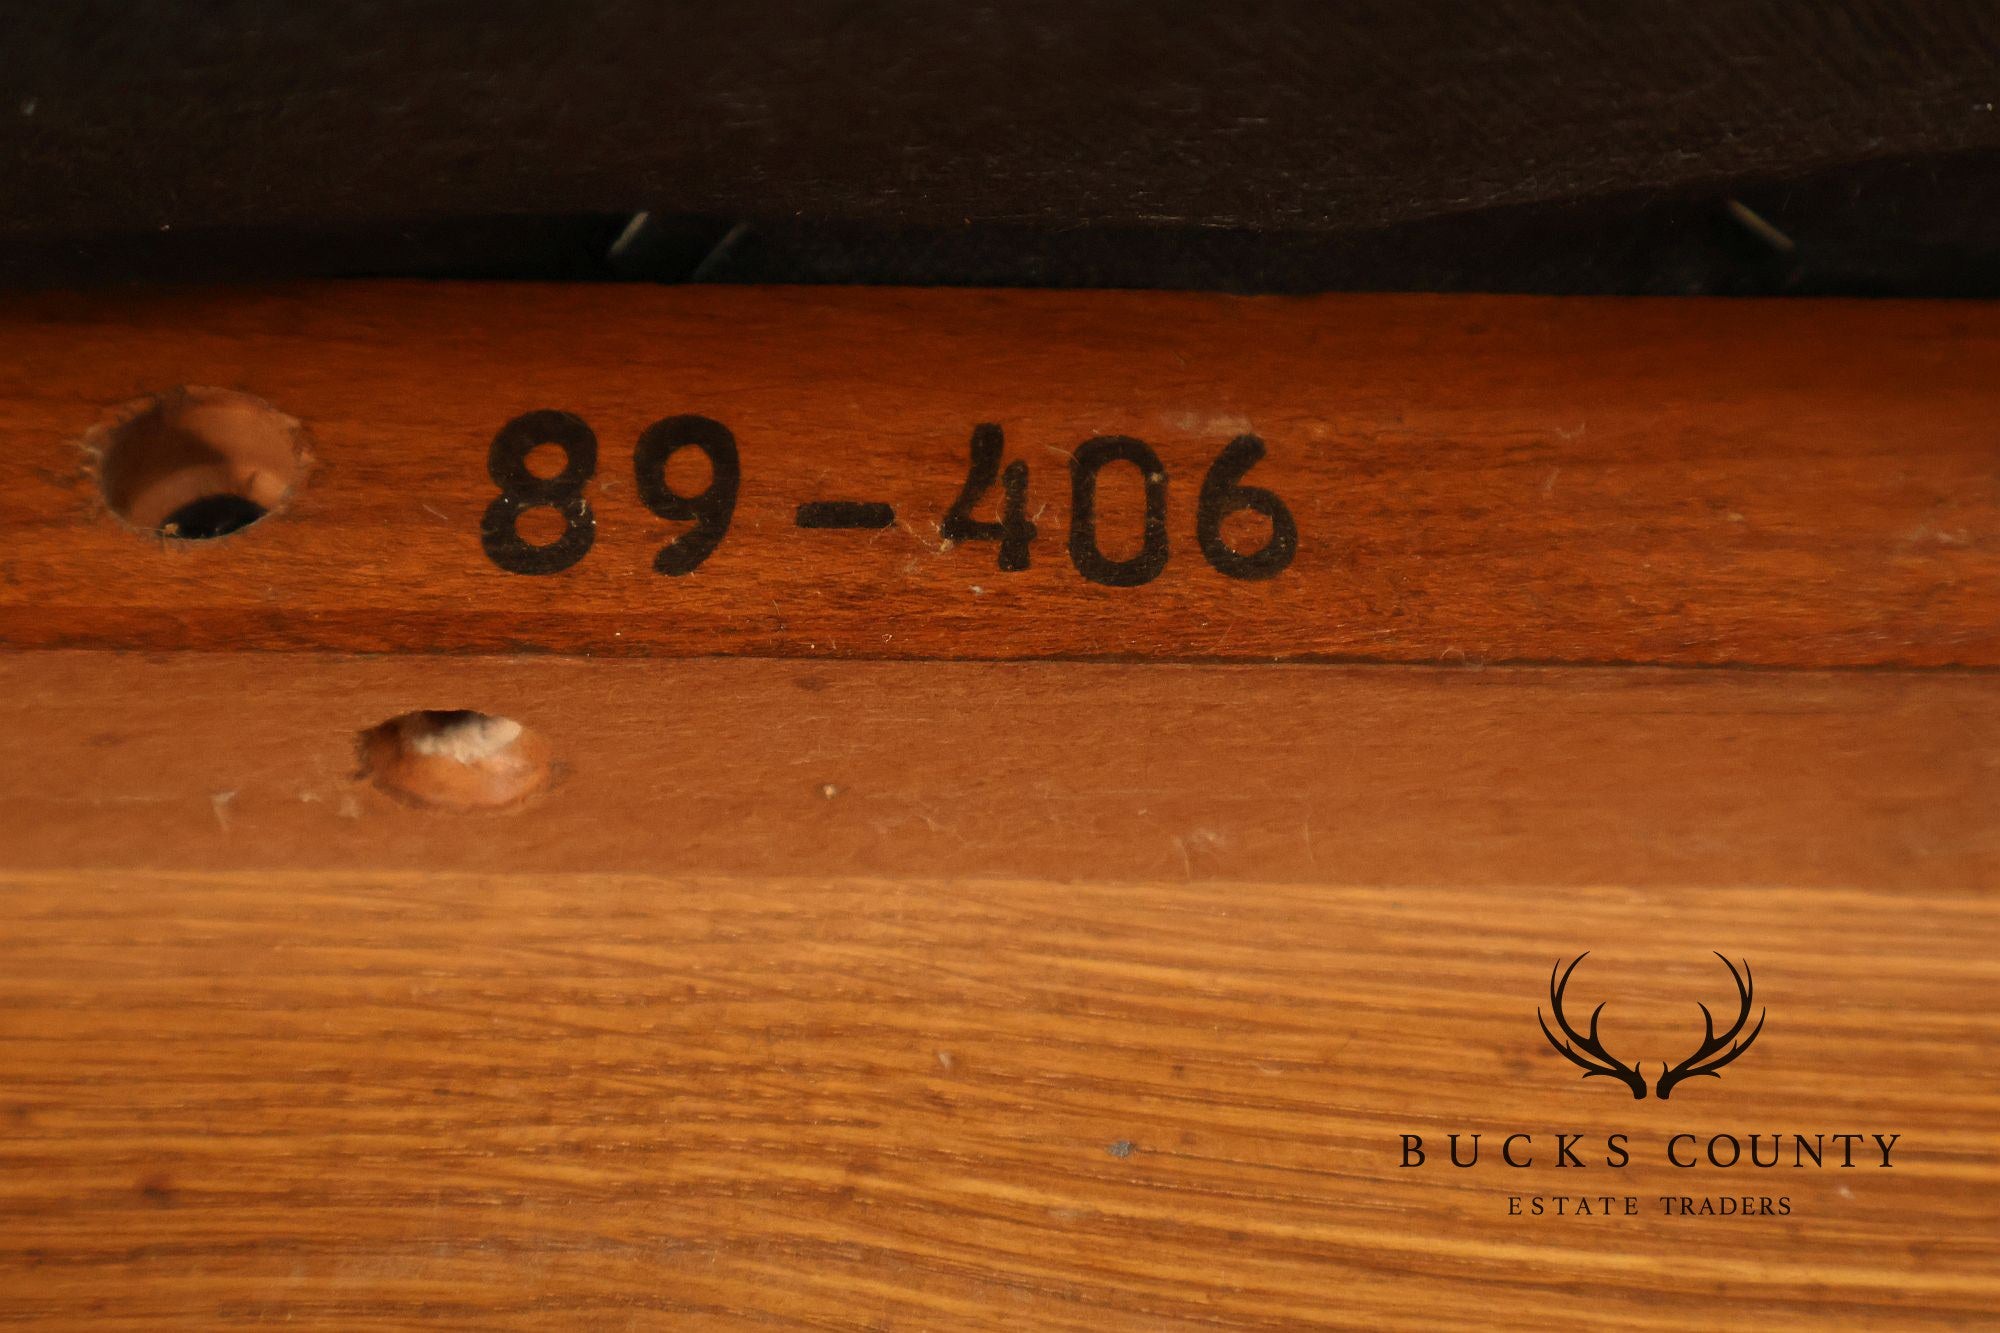 89-406
BUCKS COUNTY
ESTATE TRADERS